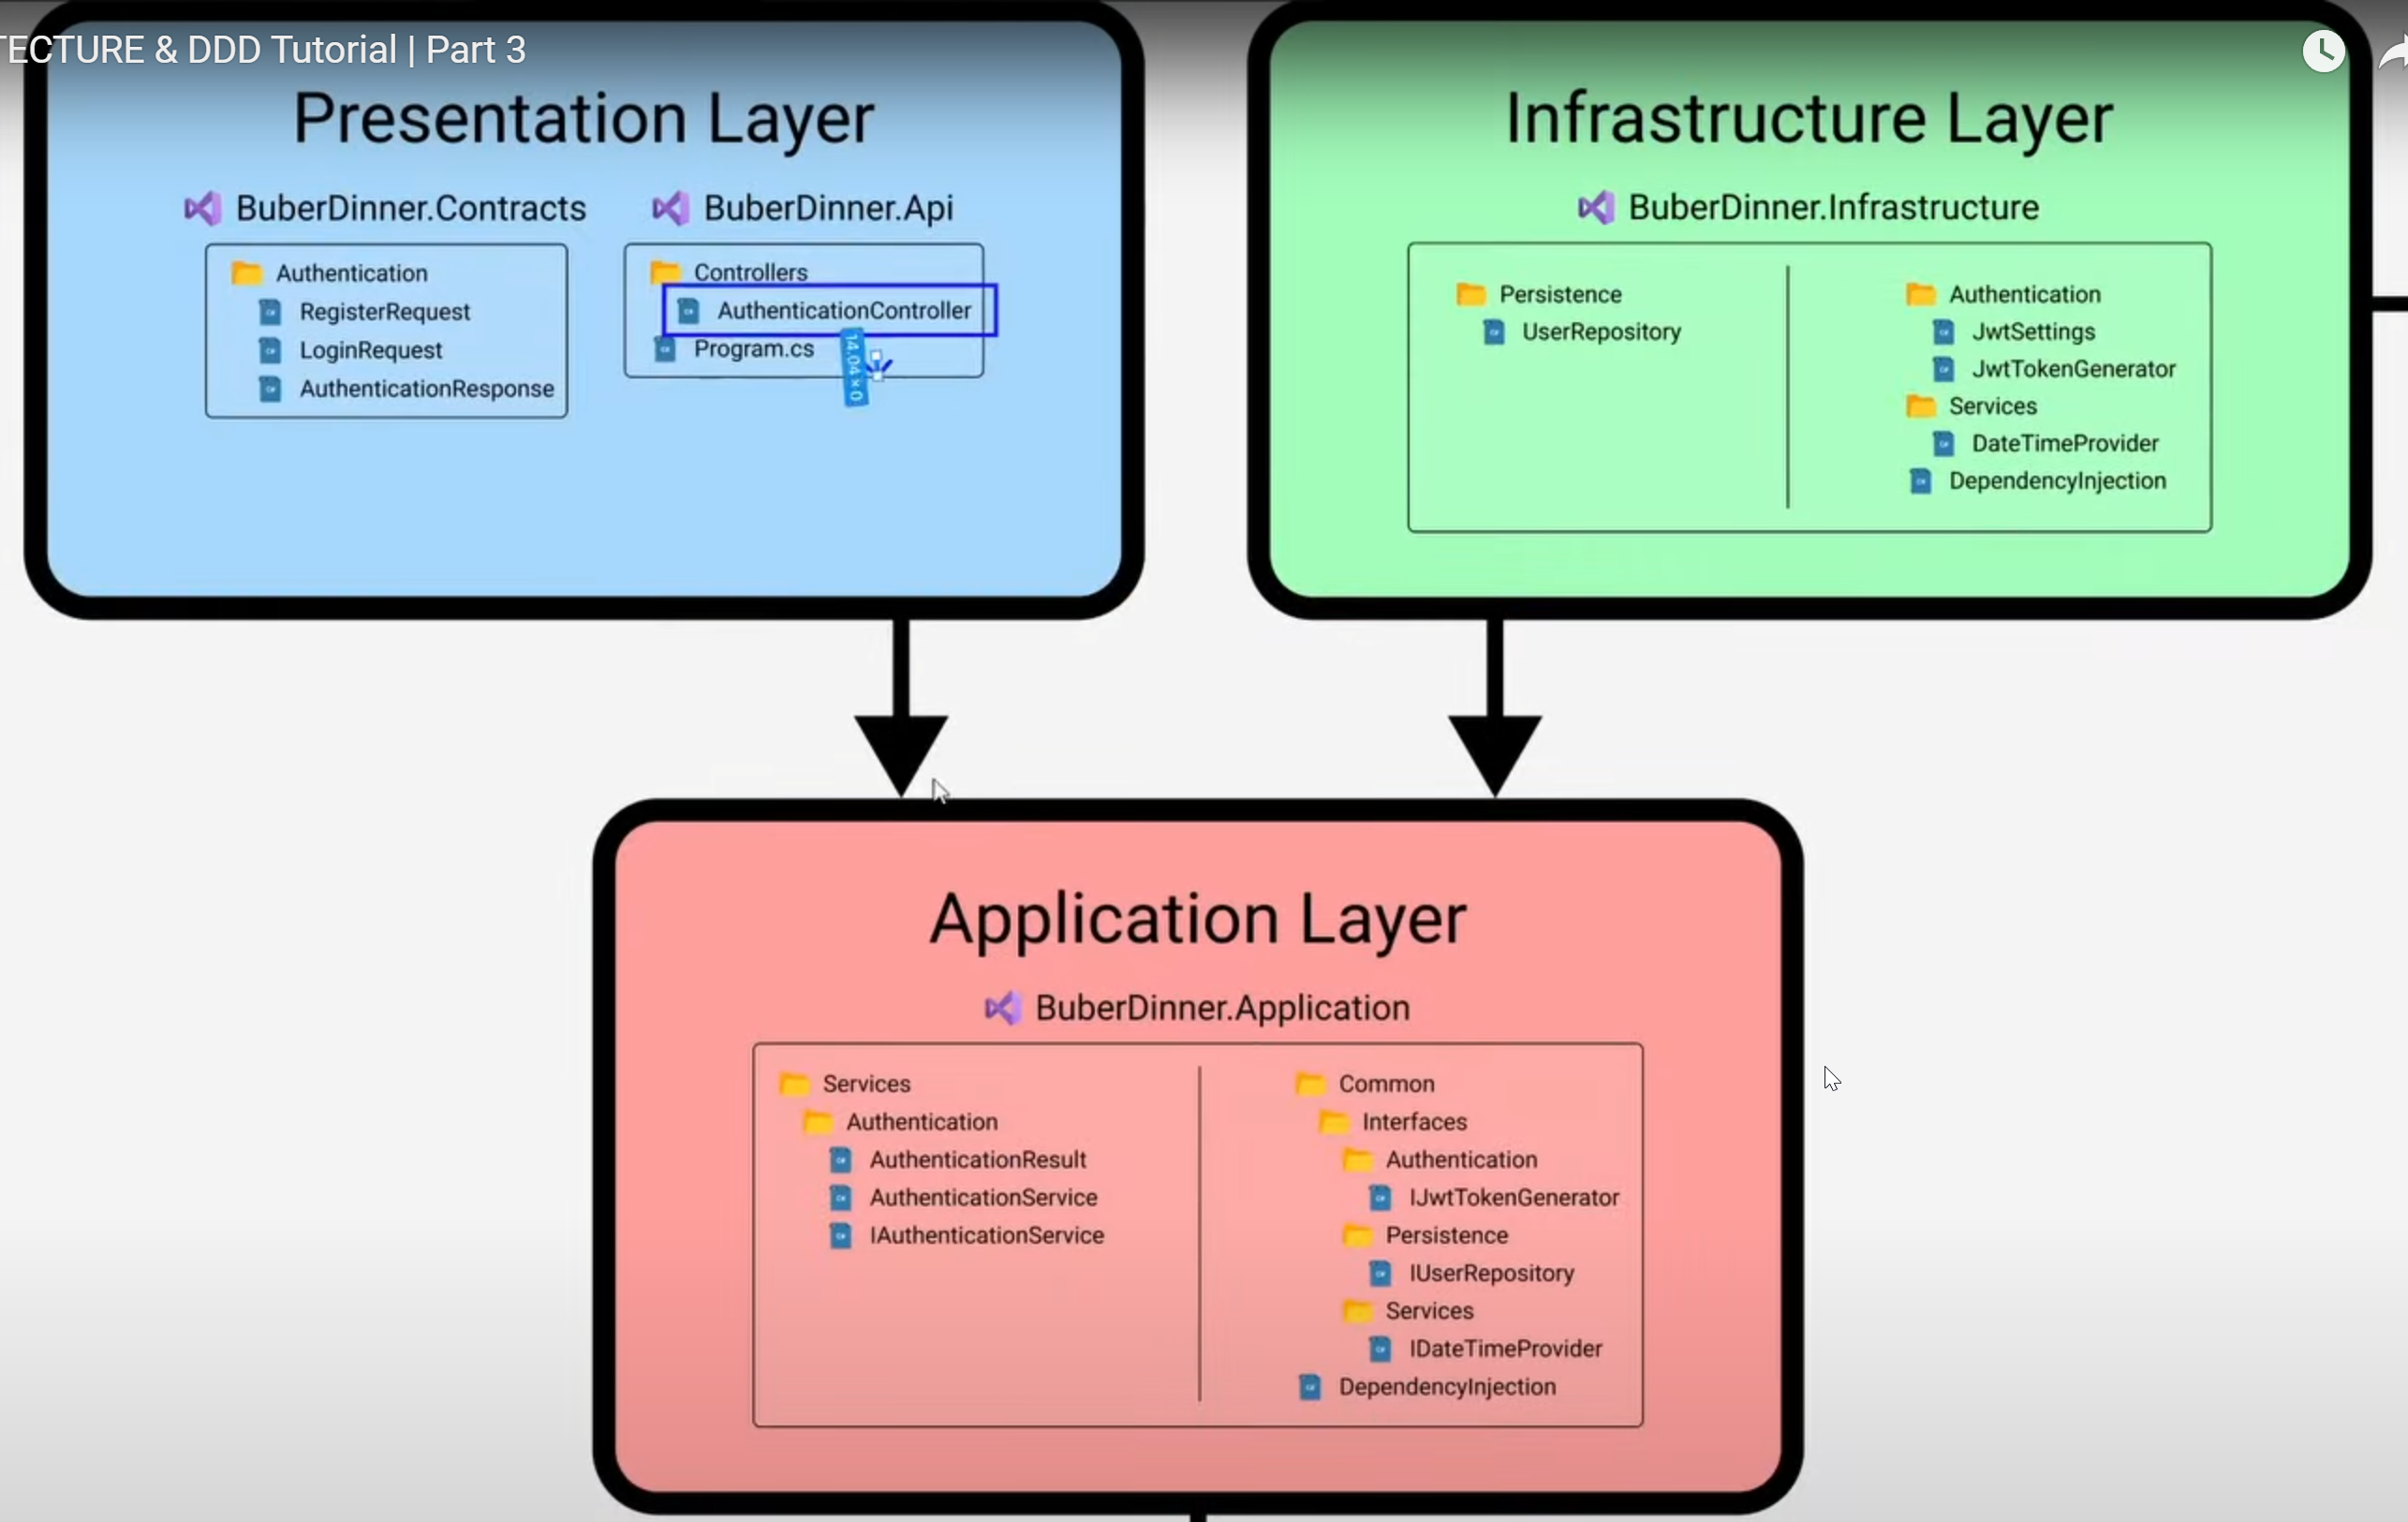 TECTURE & DDD Tutorial | Part 3
Presentation Layer
BuberDinner.Contracts
Authentication
RegisterRequest
LoginRequest
AuthenticationResponse
BuberDinner.Api
Controllers
AuthenticationController
Program.cs
14.04 × 0
Infrastructure Layer
BuberDinner.Infrastructure
Persistence
UserRepository
Authentication
JwtSettings
JwtTokenGenerator
Services
DateTimeProvider
DependencyInjection
Application Layer
BuberDinner.Application
Services
Authentication
AuthenticationResult
AuthenticationService
IAuthenticationService
Common
Interfaces
Authentication
IJwtTokenGenerator
Persistence
IUserRepository
Services
IDateTimeProvider
DependencyInjection